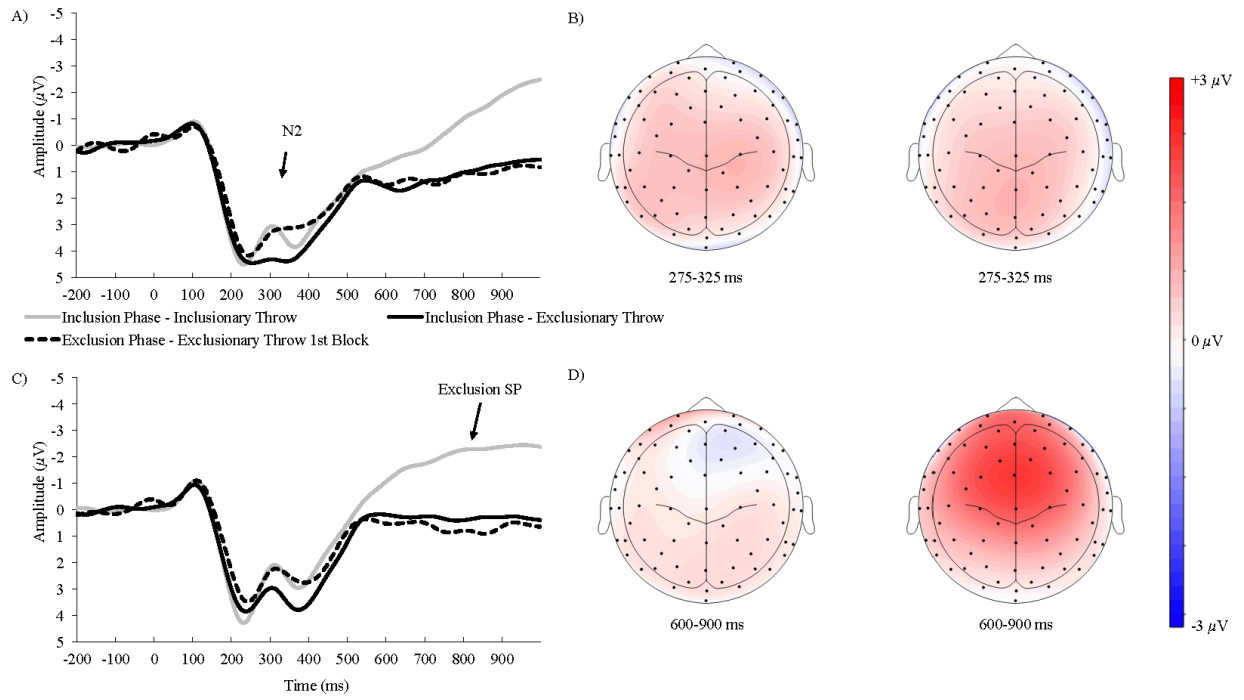 A)
-5
-4
-3
-2
-1
0
1
2
3
4
5
Amplitude (µV)
N2
-200 -100 0 100 200 300 400 500 600 700 800 900
Inclusion Phase - Inclusionary Throw
Inclusion Phase - Exclusionary Throw
Exclusion Phase - Exclusionary Throw 1st Block
B)
275-325 ms
275-325 ms
+3 µV
0 µV
-3 µV
C)
-5
-4
-3
-2
-1
0
1
2
3
4
5
Amplitude (µV)
Exclusion SP
-200 -100 0 100 200 300 400 500 600 700 800 900
Time (ms)
D)
600-900 ms
600-900 ms